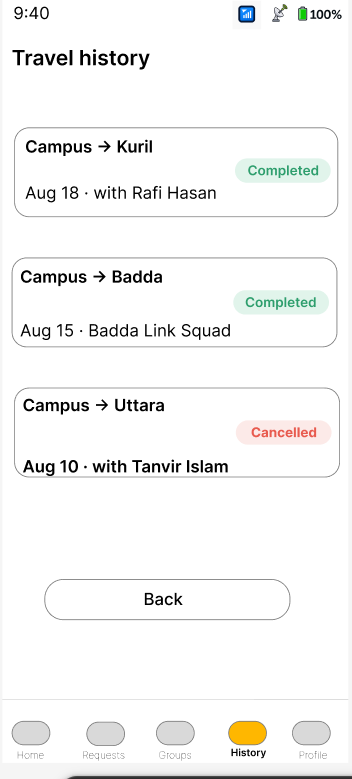 9:40
100%
Travel history
Campus → Kuril
Completed
Aug 18 · with Rafi Hasan
Campus → Badda
Completed
Aug 15 · Badda Link Squad
Campus → Uttara
Cancelled
Aug 10 · with Tanvir Islam
Back
Home
Requests
Groups
History
Profile